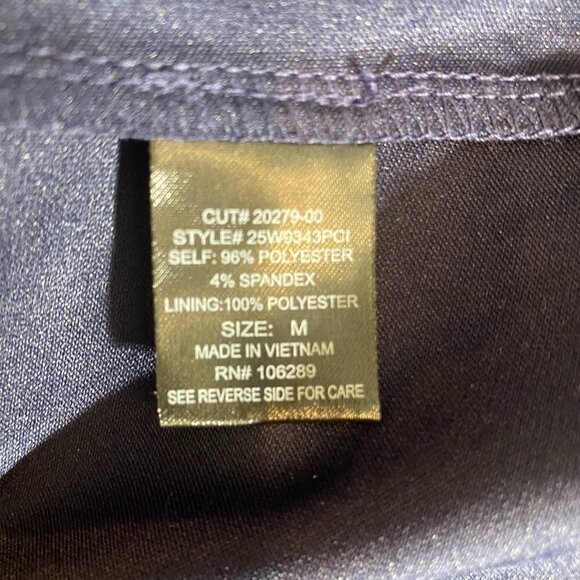 CUT# 20279-00
STYLE# 25W9343PCI
SELF: 96% POLYESTER
4% SPANDEX
LINING:100% POLYESTER
SIZE: M
MADE IN VIETNAM
RN# 106289
SEE REVERSE SIDE FOR CARE